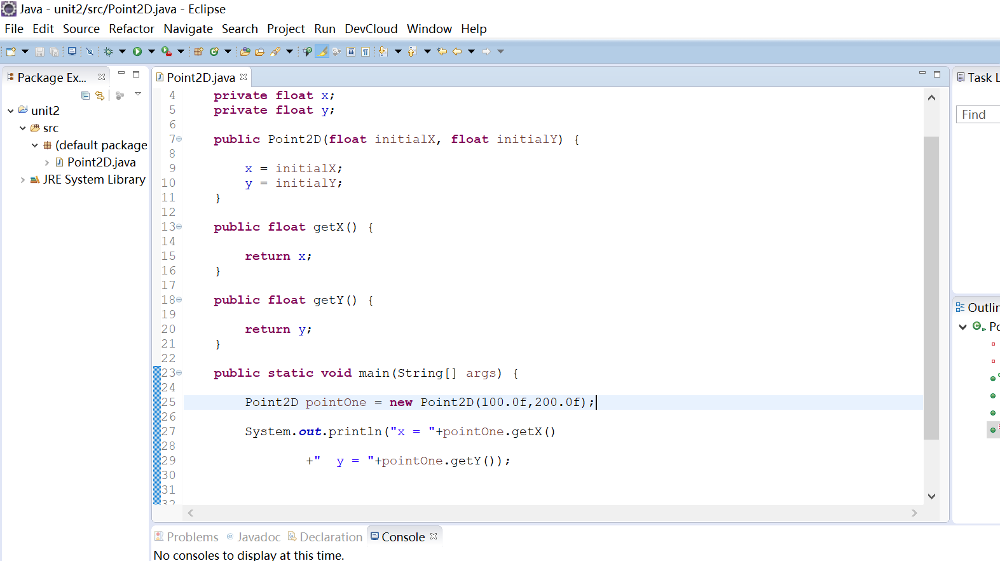 Java - unit2/src/Point2D.java - Eclipse
File Edit Source Refactor Navigate Search Project Run DevCloud Window Help
Package Ex...
unit2
src
(default package
Point2D.java
JRE System Library
Point2D.java
4 private float x;
5 private float y;
6
7 public Point2D(float initialX, float initialY) {
8
9 x = initialX;
10 y = initialY;
11 }
12
13 public float getX() {
14
15 return x;
16 }
17
18 public float getY() {
19
20 return y;
21 }
22
23 public static void main(String[] args) {
24
25 Point2D pointOne = new Point2D(100.0f,200.0f);
26
27 System.out.println("x = "+pointOne.getX()
28
29 +"  y = "+pointOne.getY());
30
31
32
Task L
Find
Outlin
Po
Problems @ Javadoc Declaration Console
No consoles to display at this time.